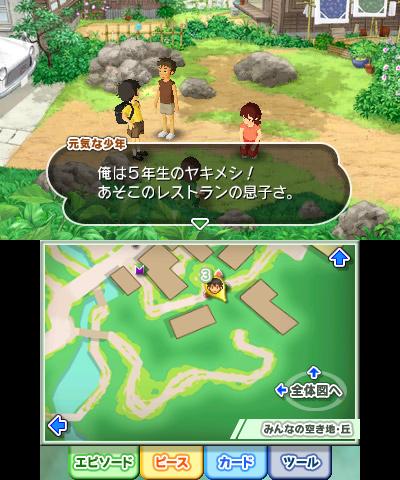 元気な少年
俺は5年生のヤキメシ！
あそこのレストランの息子さ。
3
全体図へ
みんなの空き地・丘
エピソード
ピース
カード
ツール